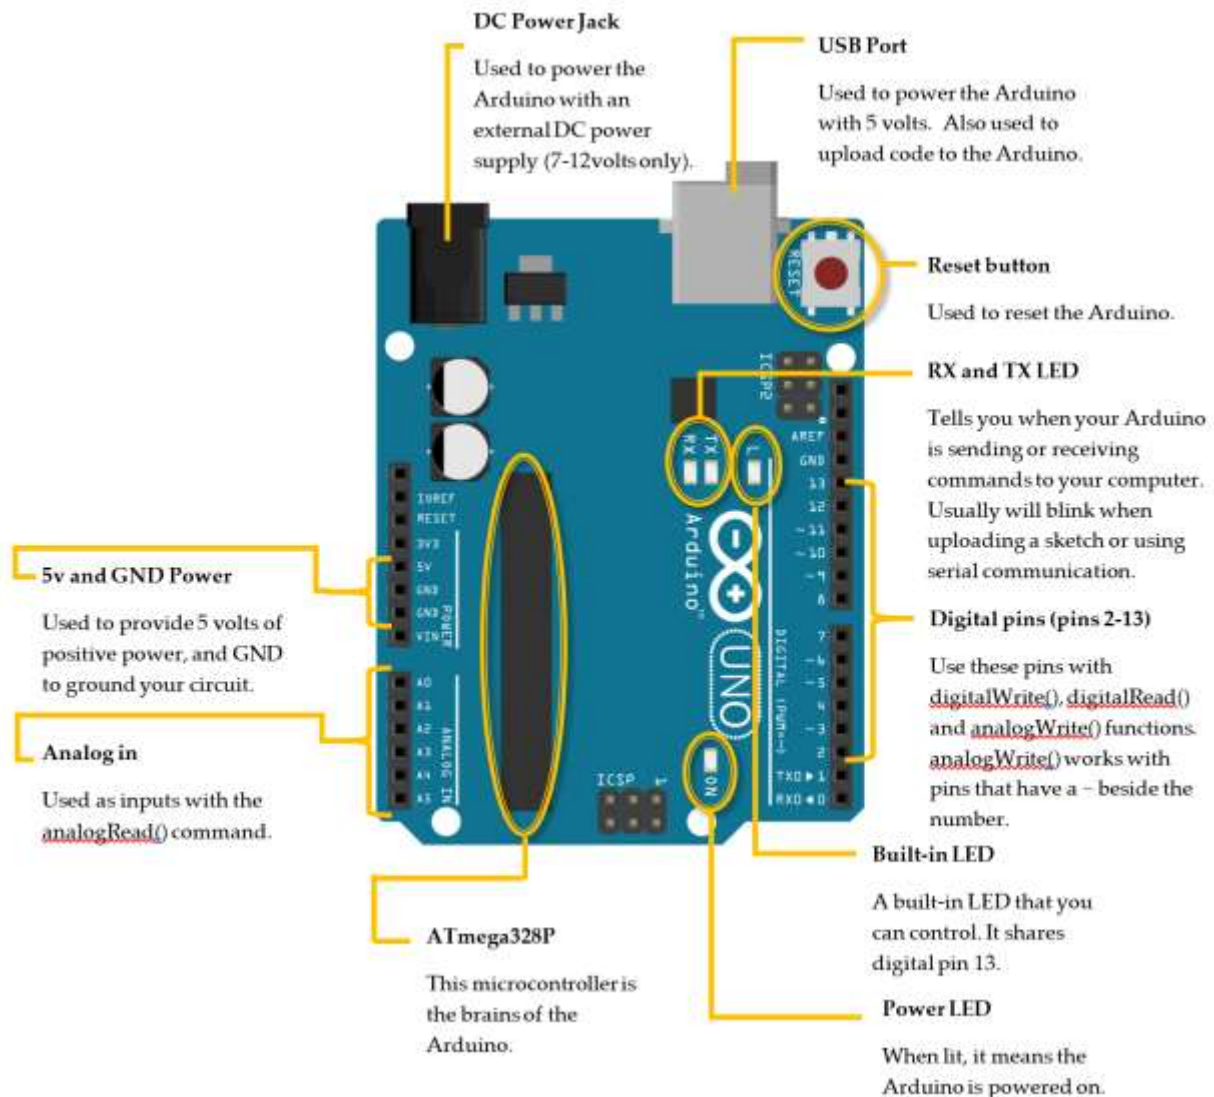 DC Power Jack
Used to power the
Arduino with an
external DC power
supply (7-12volts only).
USB Port
Used to power the Arduino
with 5 volts.  Also used to
upload code to the Arduino.
Reset button
Used to reset the Arduino.
RX and TX LED
Tells you when your Arduino
is sending or receiving
commands to your computer.
Usually will blink when
uploading a sketch or using
serial communication.
Digital pins (pins 2-13)
Use these pins with
digitalWrite(), digitalRead()
and analogWrite() functions.
analogWrite() works with
pins that have a ~ beside the
number.
Built-in LED
A built-in LED that you
can control. It shares
digital pin 13.
Power LED
When lit, it means the
Arduino is powered on.
ATmega328P
This microcontroller is
the brains of the
Arduino.
5v and GND Power
Used to provide 5 volts of
positive power, and GND
to ground your circuit.
Analog in
Used as inputs with the
analogRead() command.
RESET
ICSP2
AREF
GND
13
12
~11
~10
~9
8
7
~6
~5
4
~3
2
TX0▶1
RX0◀0
DIGITAL (PWM=~)
RX
TX
L
Arduino™
UNO
ON
ICSP
1
IOREF
RESET
3V3
5V
GND
GND
VIN
POWER
A0
A1
A2
A3
A4
A5
ANALOG IN